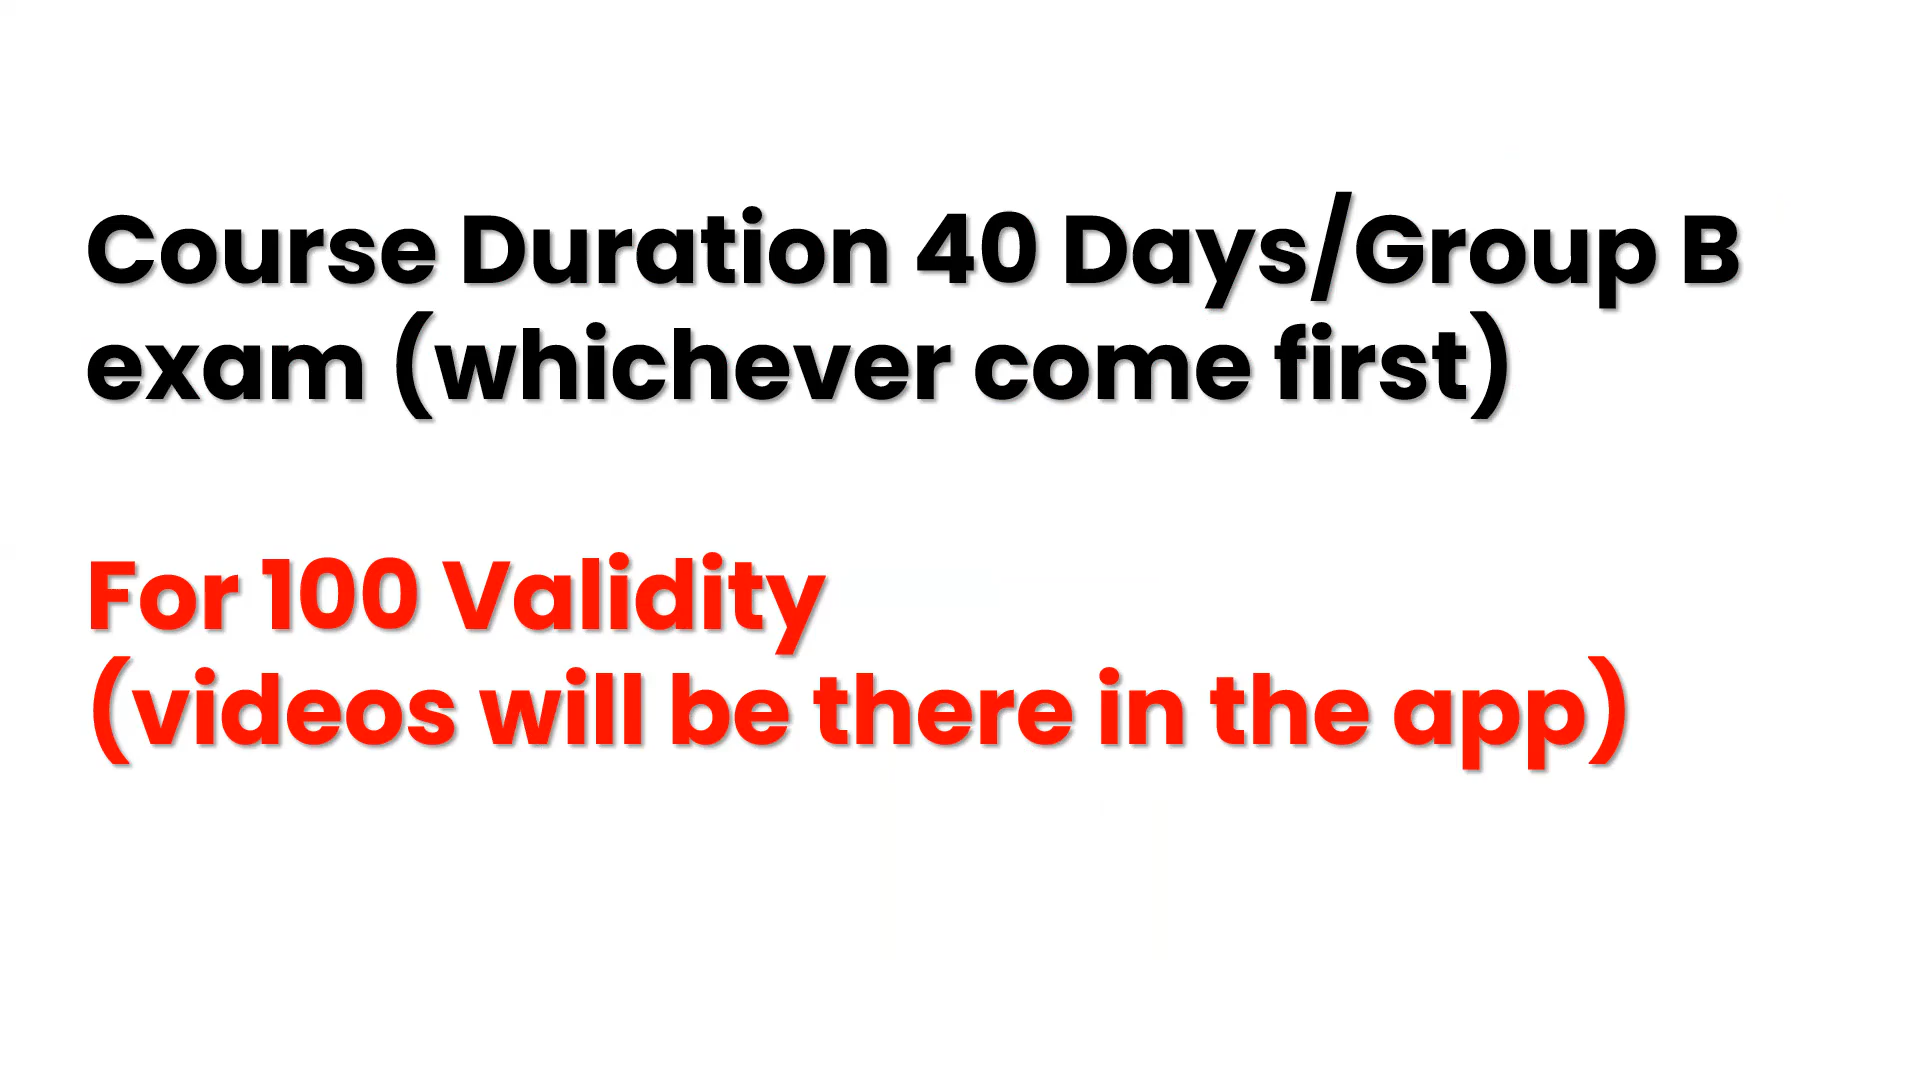 Course Duration 40 Days/Group B
exam (whichever come first)
For 100 Validity
(videos will be there in the app)